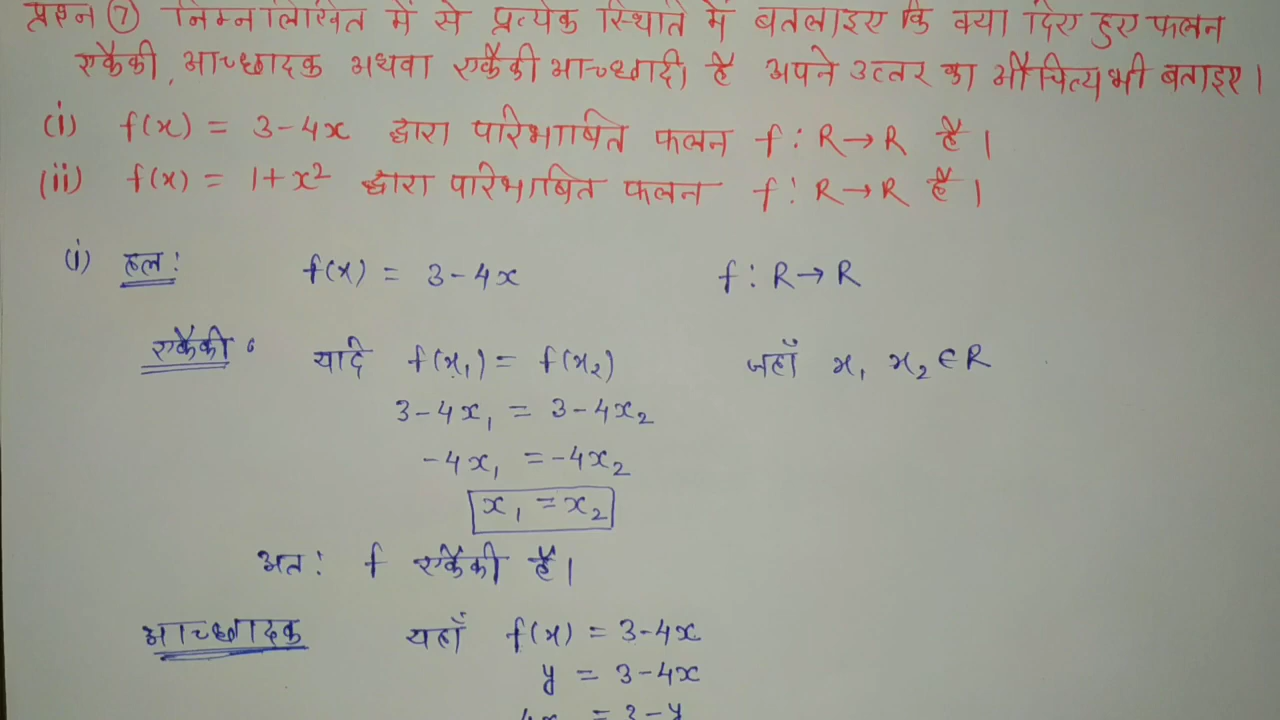 प्रश्न ⑦ निम्नलिखित में से प्रत्येक स्थिति में बतलाइए कि क्या दिए हुए फलन
एकैकी, आच्छादक अथवा एकैकी आच्छादी है अपने उत्तर का औचित्य भी बताइए।
(i) f(x) = 3-4x द्वारा परिभाषित फलन f : R→R है।
(ii) f(x) = 1+x² द्वारा परिभाषित फलन f : R→R है।
(i) हल : f(x) = 3-4x f : R→R
एकैकी : यदि f(x₁) = f(x₂) जहाँ x₁ x₂ ∈ R
3-4x₁ = 3-4x₂
-4x₁ = -4x₂
x₁ = x₂
अत: f एकैकी है।
आच्छादक यहाँ f(x) = 3-4x
y = 3-4x
4x = 3-y